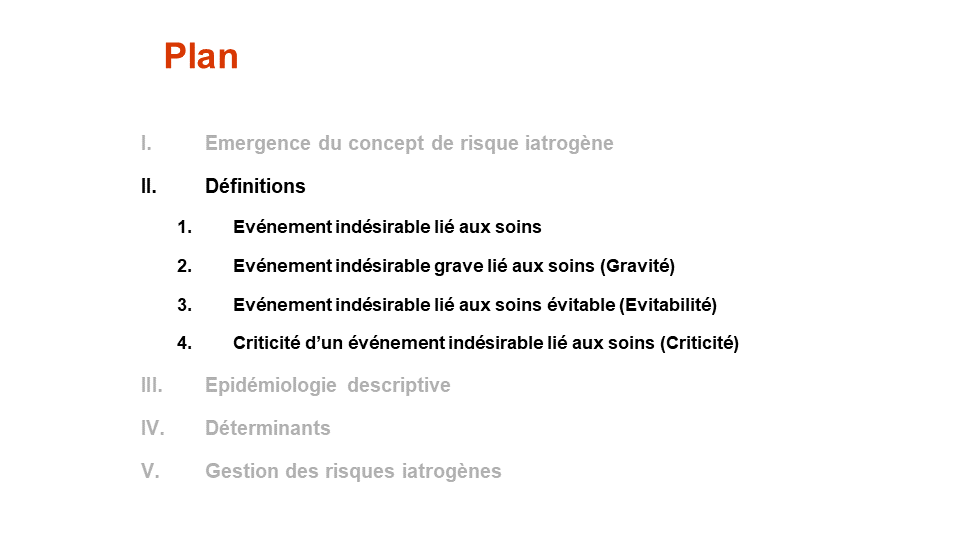 Plan
I. Emergence du concept de risque iatrogène
II. Définitions
1. Evénement indésirable lié aux soins
2. Evénement indésirable grave lié aux soins (Gravité)
3. Evénement indésirable lié aux soins évitable (Evitabilité)
4. Criticité d’un événement indésirable lié aux soins (Criticité)
III. Epidémiologie descriptive
IV. Déterminants
V. Gestion des risques iatrogènes